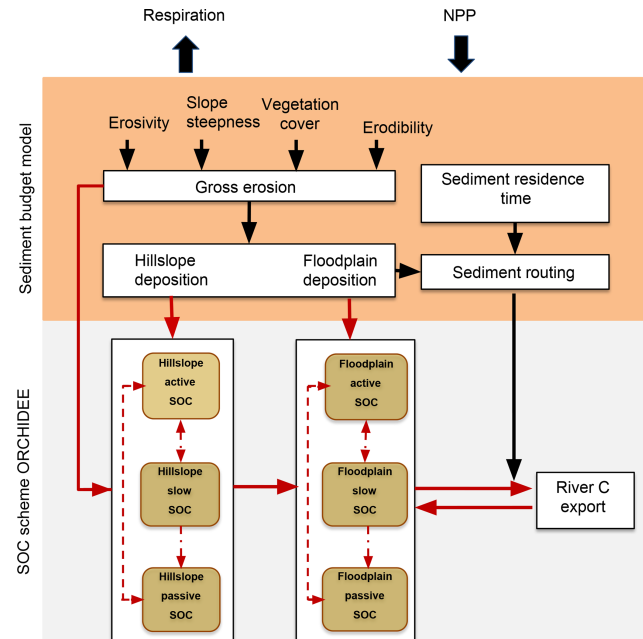 Respiration
NPP
Sediment budget model
Erosivity
Slope
steepness
Vegetation
cover
Erodibility
Gross erosion
Sediment residence
time
Hillslope
deposition
Floodplain
deposition
Sediment routing
SOC scheme ORCHIDEE
Hillslope
active
SOC
Hillslope
slow
SOC
Hillslope
passive
SOC
Floodplain
active
SOC
Floodplain
slow
SOC
Floodplain
passive
SOC
River C
export